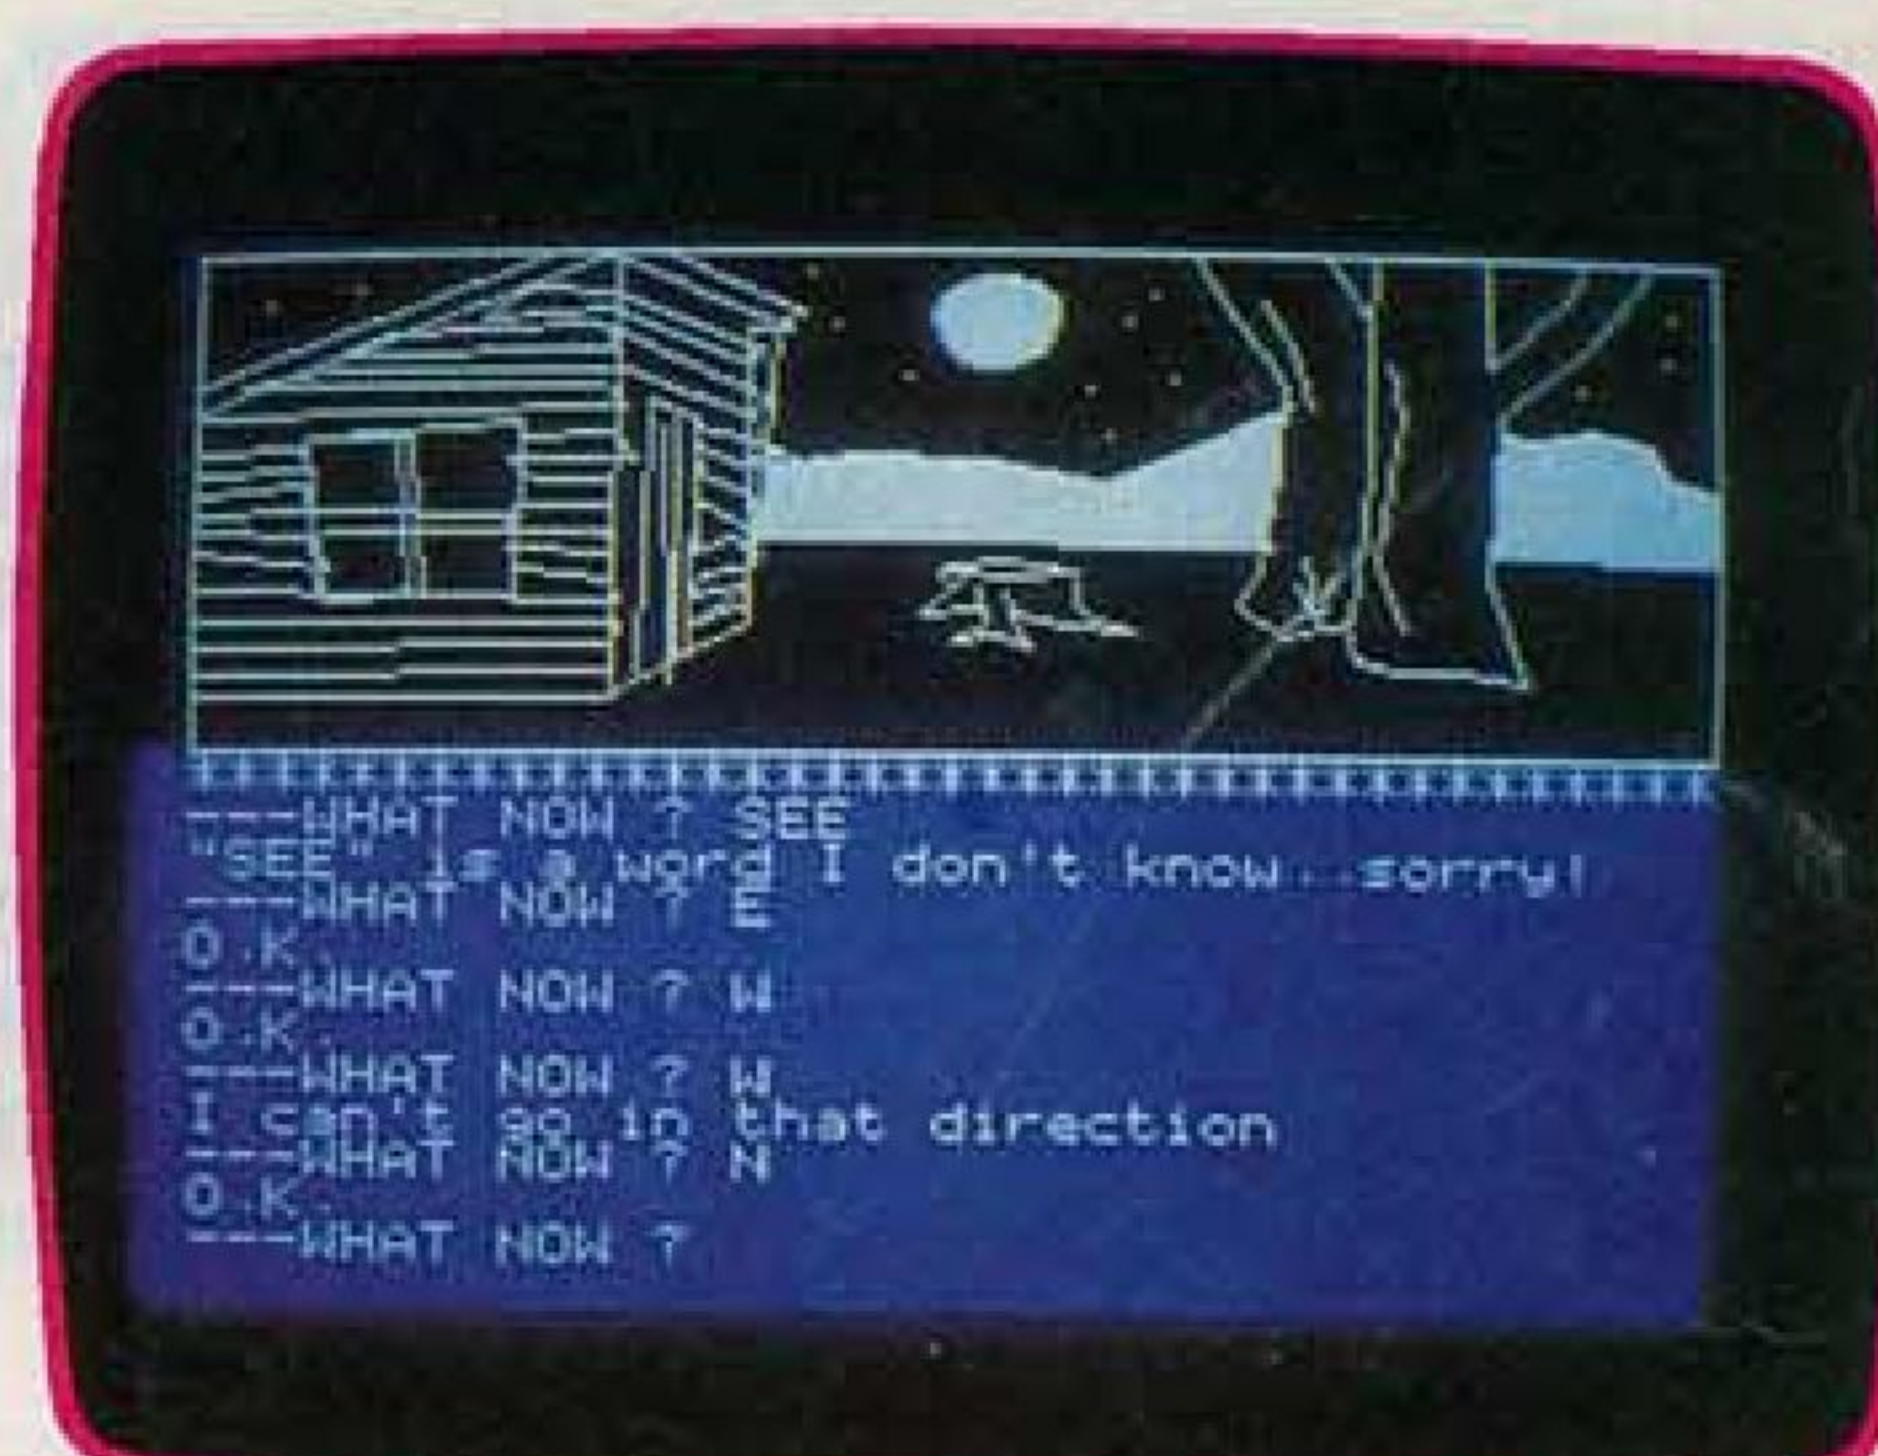 ---WHAT NOW ? SEE
"SEE" is a word I don't know..sorry!
---WHAT NOW ? E
O.K.
---WHAT NOW ? W
O.K.
---WHAT NOW ? W
I can't go in that direction
---WHAT NOW ? N
O.K.
---WHAT NOW ?